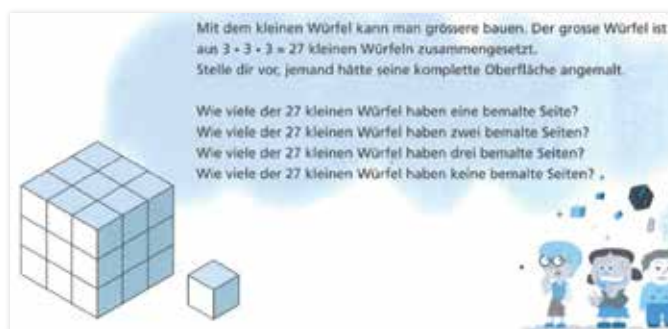 Mit dem kleinen Würfel kann man grössere bauen. Der grosse Würfel ist
aus 3 • 3 • 3 = 27 kleinen Würfeln zusammengesetzt.
Stelle dir vor, jemand hätte seine komplette Oberfläche angemalt.
Wie viele der 27 kleinen Würfel haben eine bemalte Seite?
Wie viele der 27 kleinen Würfel haben zwei bemalte Seiten?
Wie viele der 27 kleinen Würfel haben drei bemalte Seiten?
Wie viele der 27 kleinen Würfel haben keine bemalte Seiten?